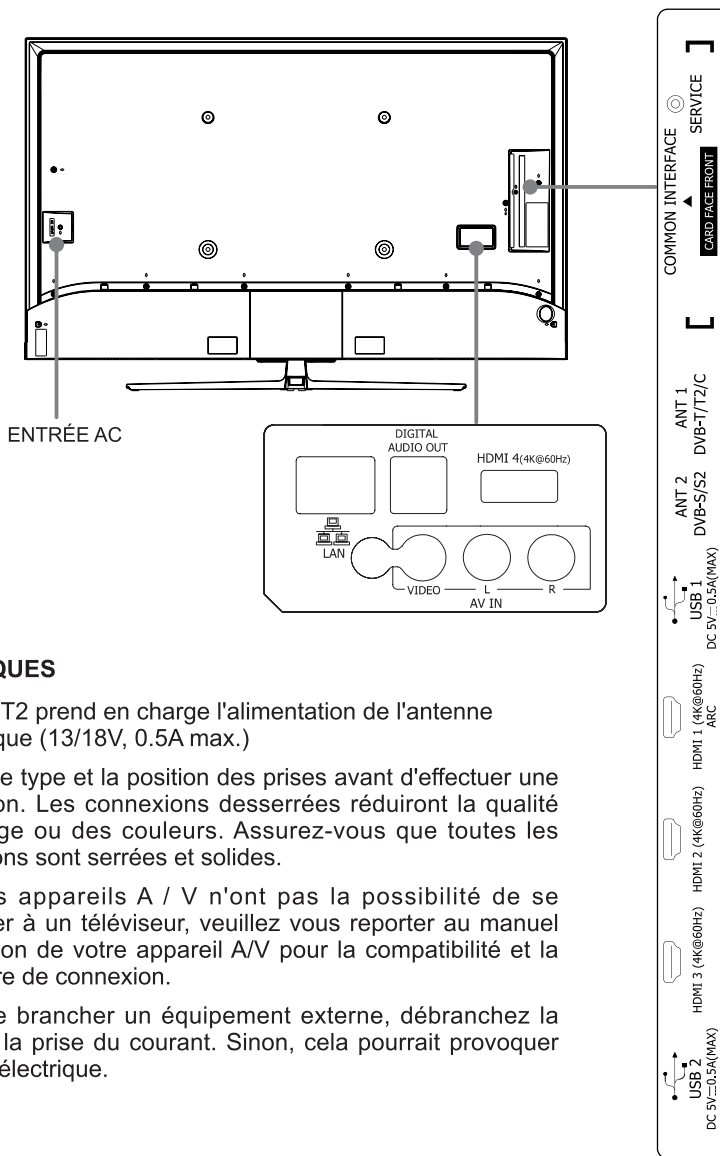 ENTRÉE AC
DIGITAL
AUDIO OUT
HDMI 4(4K@60Hz)
LAN
VIDEO
L
R
AV IN
SERVICE
COMMON INTERFACE
CARD FACE FRONT
ANT 1
DVB-T/T2/C
ANT 2
DVB-S/S2
USB 1
DC 5V⎓0.5A(MAX)
HDMI 1 (4K@60Hz)
ARC
HDMI 2 (4K@60Hz)
HDMI 3 (4K@60Hz)
USB 2
DC 5V⎓0.5A(MAX)
QUES
T2 prend en charge l'alimentation de l'antenne
que (13/18V, 0.5A max.)
e type et la position des prises avant d'effectuer une
on. Les connexions desserrées réduiront la qualité
ge ou des couleurs. Assurez-vous que toutes les
ons sont serrées et solides.
s appareils A / V n'ont pas la possibilité de se
er à un téléviseur, veuillez vous reporter au manuel
on de votre appareil A/V pour la compatibilité et la
re de connexion.
e brancher un équipement externe, débranchez la
la prise du courant. Sinon, cela pourrait provoquer
électrique.